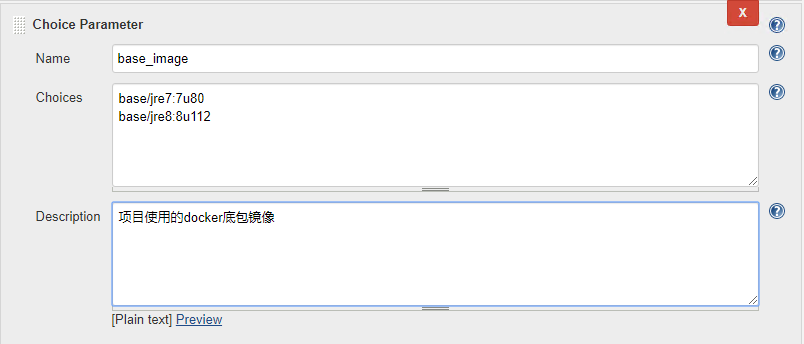 X
Choice Parameter
Name
base_image
Choices
base/jre7:7u80
base/jre8:8u112
Description
项目使用的docker底包镜像
[Plain text] Preview